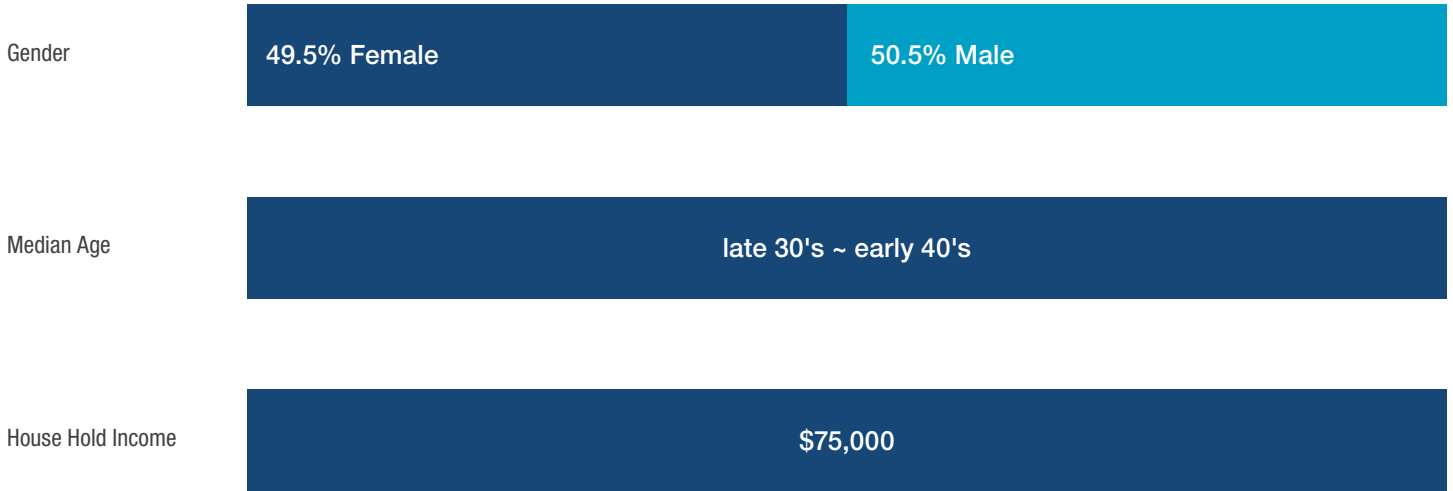 Gender
49.5% Female
50.5% Male
Median Age
late 30's ~ early 40's
House Hold Income
$75,000